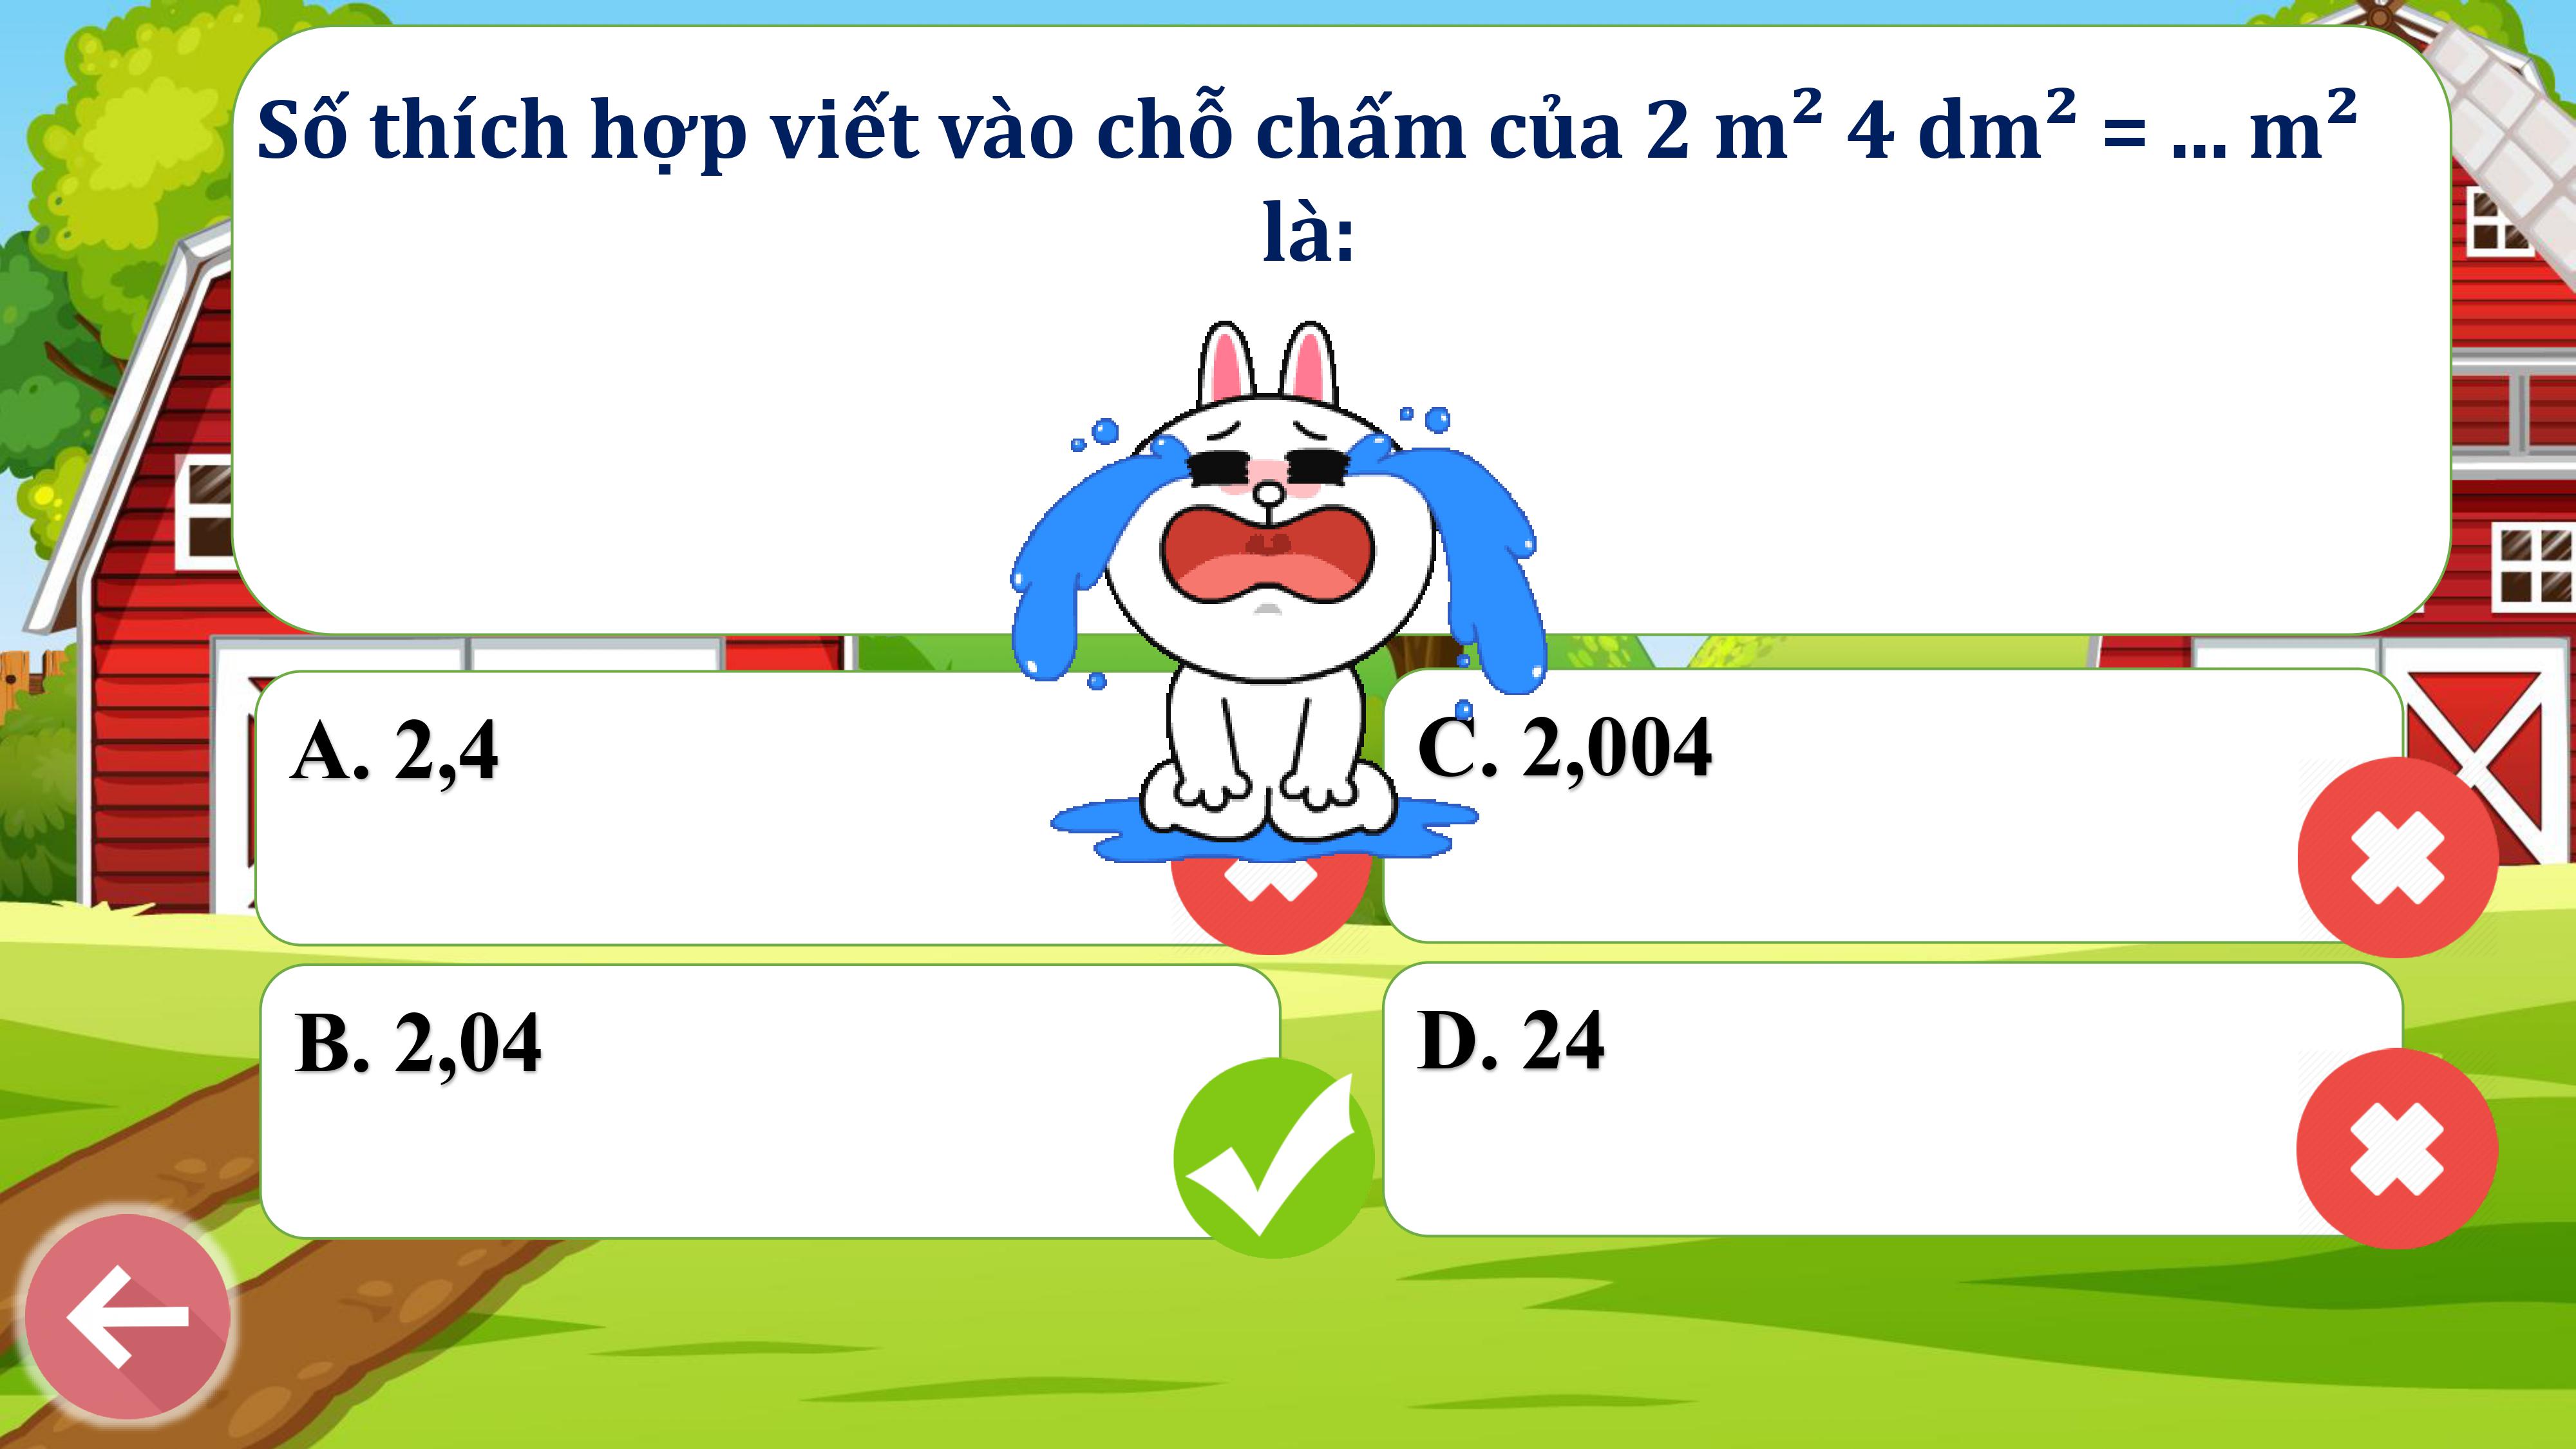 Số thích hợp viết vào chỗ chấm của 2 m² 4 dm² = ... m²
là:
A. 2,4
C. 2,004
B. 2,04
D. 24